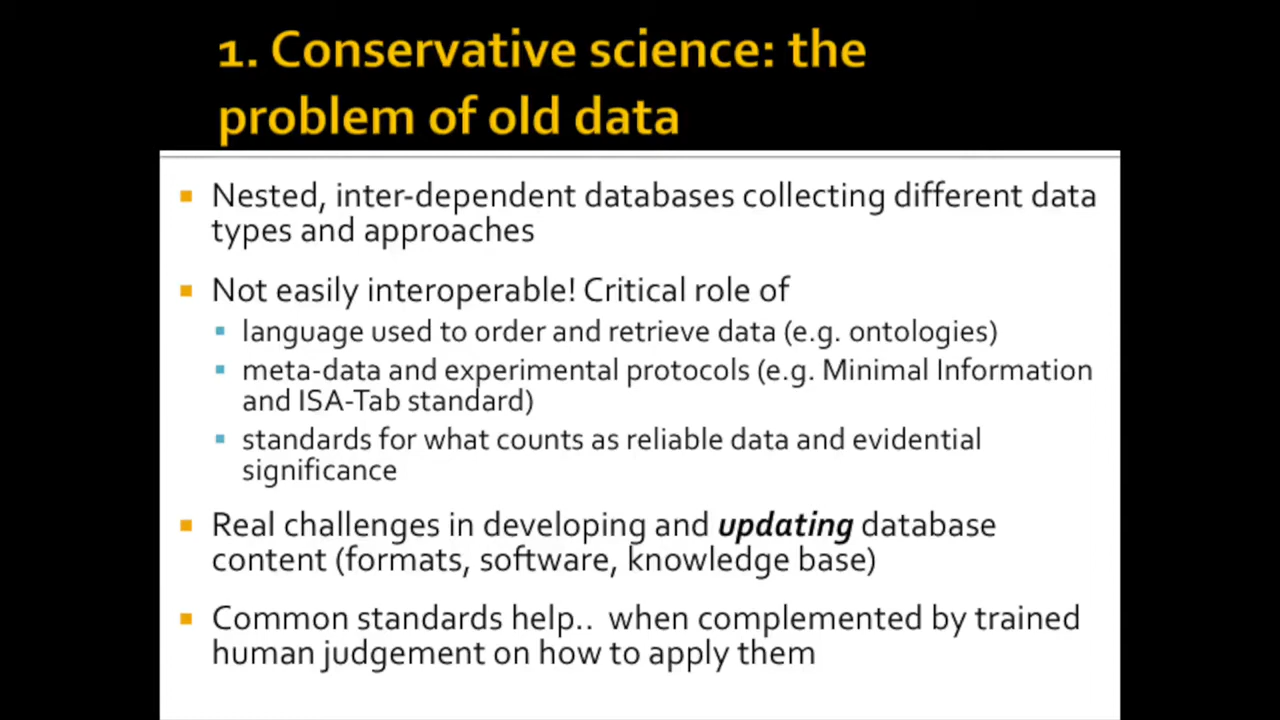 1. Conservative science: the
problem of old data
Nested, inter-dependent databases collecting different data
types and approaches
Not easily interoperable! Critical role of
language used to order and retrieve data (e.g. ontologies)
meta-data and experimental protocols (e.g. Minimal Information
and ISA-Tab standard)
standards for what counts as reliable data and evidential
significance
Real challenges in developing and updating database
content (formats, software, knowledge base)
Common standards help.. when complemented by trained
human judgement on how to apply them